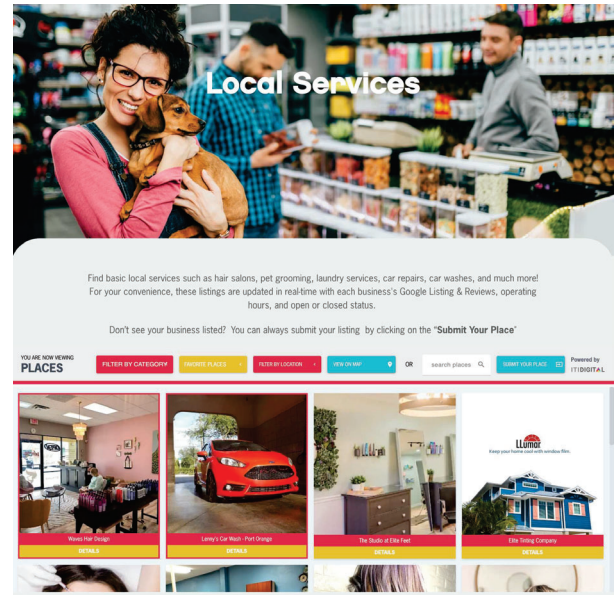 Local Services
Find basic local services such as hair salons, pet grooming, laundry services, car repairs, car washes, and much more!
For your convenience, these listings are updated in real-time with each business's Google Listing & Reviews, operating
hours, and open or closed status.
Don't see your business listed? You can always submit your listing by clicking on the "Submit Your Place"
YOU ARE NOW VIEWING
PLACES
FILTER BY CATEGORY
FAVORITE PLACES
FILTER BY LOCATION
VIEW ON MAP
OR
search places
SUBMIT YOUR PLACE
Powered by
ITI DIGITAL
LLumar
Keep your home cool with window film.
Waves Hair Design
Lenny's Car Wash - Port Orange
The Studio at Elite Feet
Elite Tinting Company
DETAILS
DETAILS
DETAILS
DETAILS